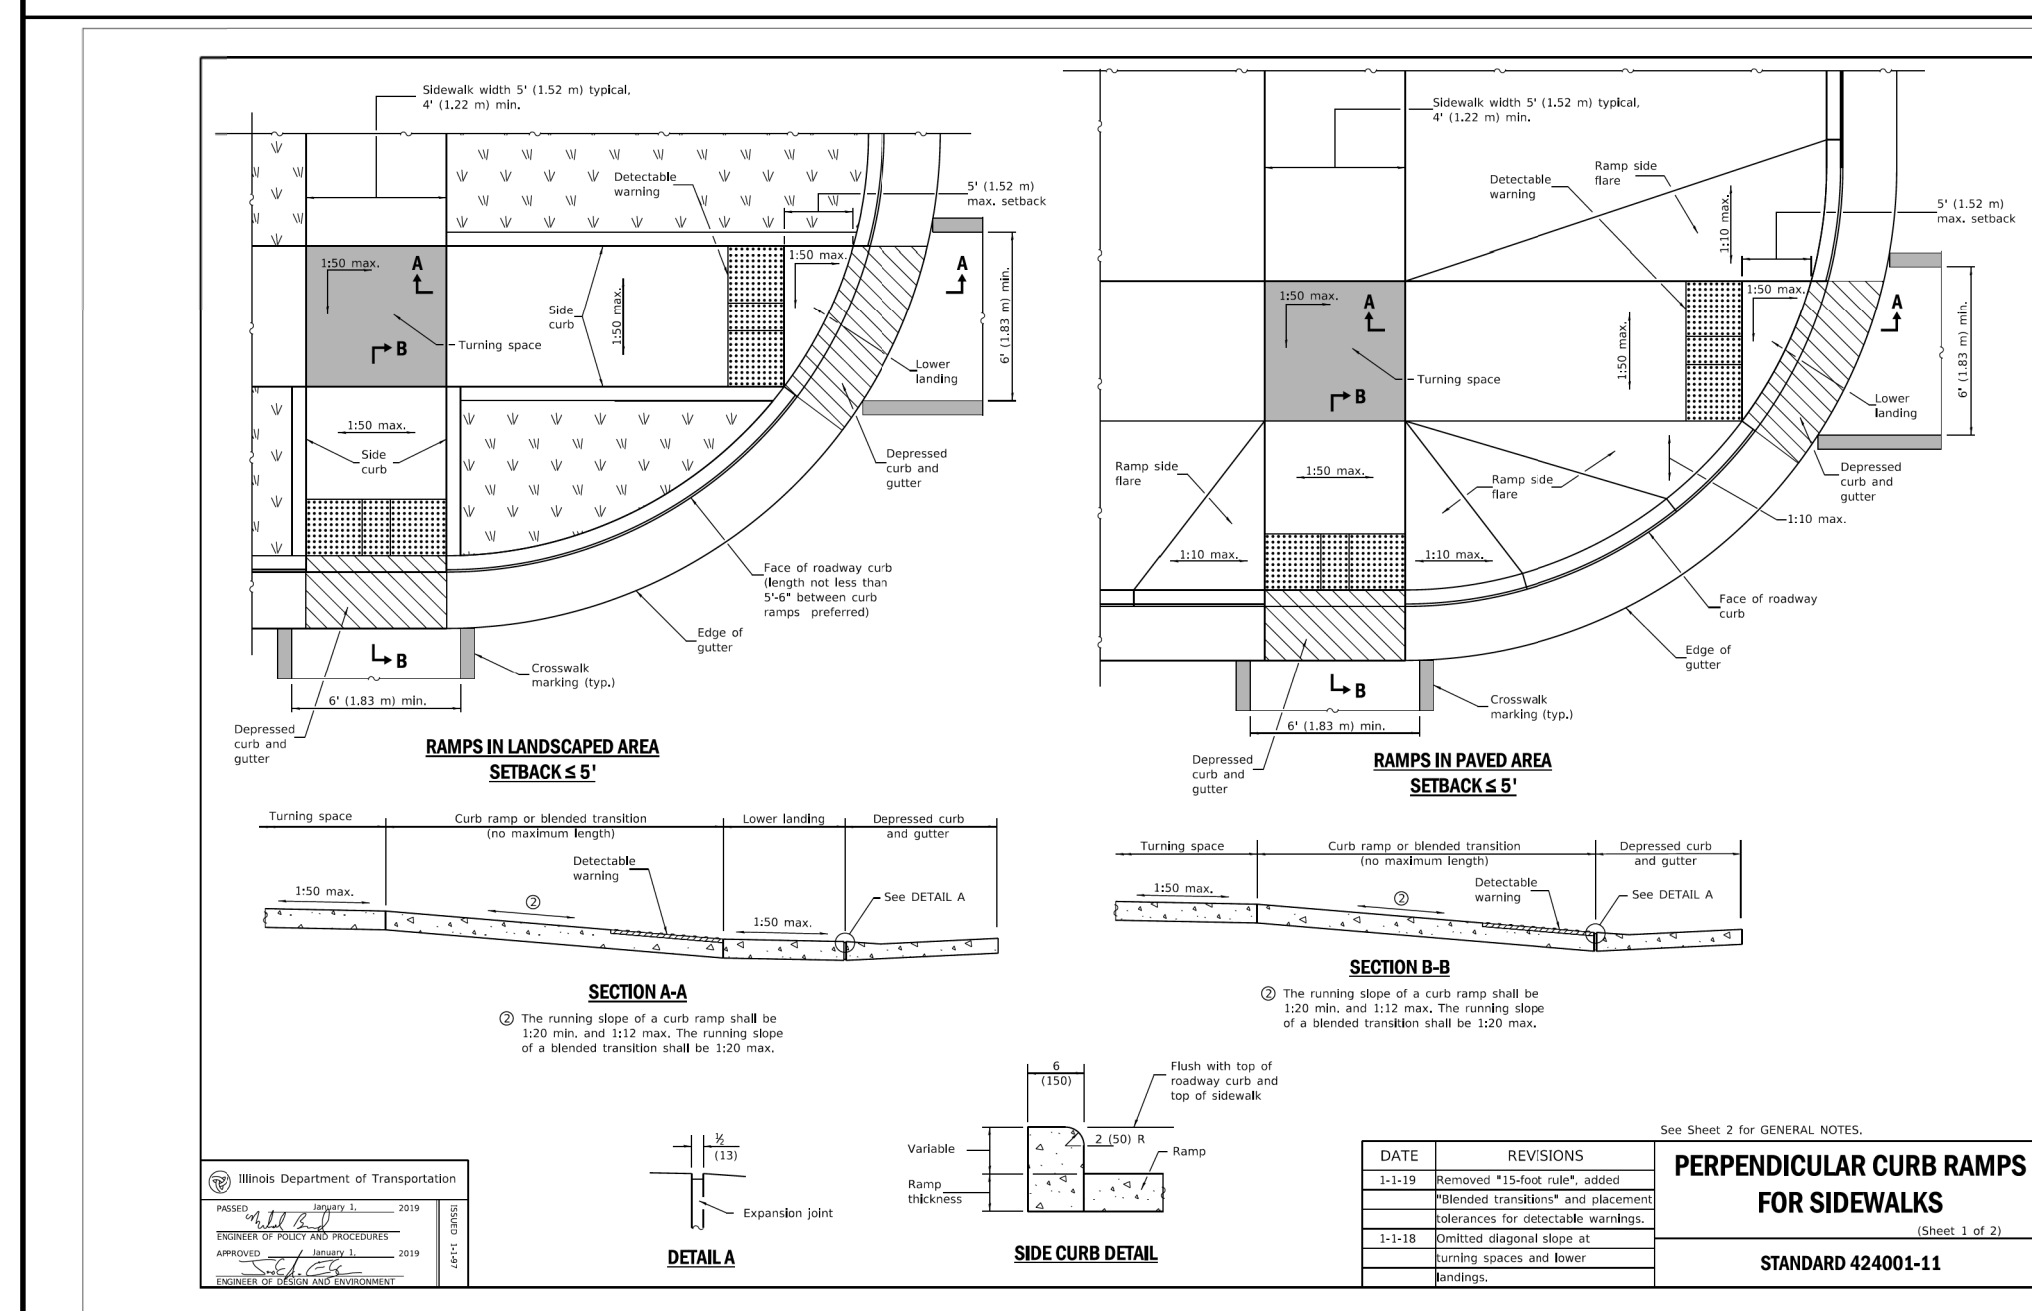 Sidewalk width 5' (1.52 m) typical,
4' (1.22 m) min.
Detectable
warning
5' (1.52 m)
max. setback
1:50 max.
A
1:50 max.
A
Side
curb
1:50 max.
6' (1.83 m) min.
B
Turning space
Lower
landing
1:50 max.
Side
curb
Depressed
curb and
gutter
Face of roadway curb
(length not less than
5'-6" between curb
ramps preferred)
Edge of
gutter
B
Crosswalk
marking (typ.)
6' (1.83 m) min.
Depressed
curb and
gutter
RAMPS IN LANDSCAPED AREA
SETBACK ≤ 5'
Sidewalk width 5' (1.52 m) typical,
4' (1.22 m) min.
Ramp side
flare
Detectable
warning
1:10 max.
5' (1.52 m)
max. setback
1:50 max.
A
1:50 max.
A
1:50 max.
6' (1.83 m) min.
Turning space
B
Lower
landing
Ramp side
flare
1:50 max.
Ramp side
flare
Depressed
curb and
gutter
1:10 max.
1:10 max.
1:10 max.
Face of roadway
curb
Edge of
gutter
B
Crosswalk
marking (typ.)
6' (1.83 m) min.
Depressed
curb and
gutter
RAMPS IN PAVED AREA
SETBACK ≤ 5'
Turning space
Curb ramp or blended transition
(no maximum length)
Lower landing
Depressed curb
and gutter
Detectable
warning
1:50 max.
2
See DETAIL A
1:50 max.
SECTION A-A
② The running slope of a curb ramp shall be
1:20 min. and 1:12 max. The running slope
of a blended transition shall be 1:20 max.
Turning space
Curb ramp or blended transition
(no maximum length)
Depressed curb
and gutter
1:50 max.
2
Detectable
warning
See DETAIL A
SECTION B-B
② The running slope of a curb ramp shall be
1:20 min. and 1:12 max. The running slope
of a blended transition shall be 1:20 max.
½
(13)
Expansion joint
DETAIL A
6
(150)
Flush with top of
roadway curb and
top of sidewalk
Variable
2 (50) R
Ramp
Ramp
thickness
SIDE CURB DETAIL
Illinois Department of Transportation
PASSED January 1, 2019
ENGINEER OF POLICY AND PROCEDURES
APPROVED January 1, 2019
ENGINEER OF DESIGN AND ENVIRONMENT
ISSUED 1-1-97
See Sheet 2 for GENERAL NOTES.
DATE REVISIONS
1-1-19 Removed "15-foot rule", added
"Blended transitions" and placement
tolerances for detectable warnings.
1-1-18 Omitted diagonal slope at
turning spaces and lower
landings.
PERPENDICULAR CURB RAMPS
FOR SIDEWALKS
(Sheet 1 of 2)
STANDARD 424001-11